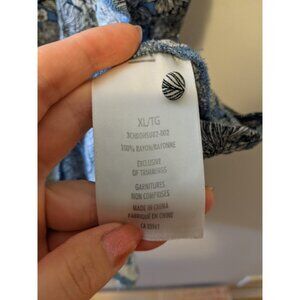 XL/TG
100% RAYON/RAYONNE
EXCLUSIVE
OF TRIMMINGS
GARNITURES
NON COMPRISES
MADE IN CHINA
FABRIQUÉ EN CHINE